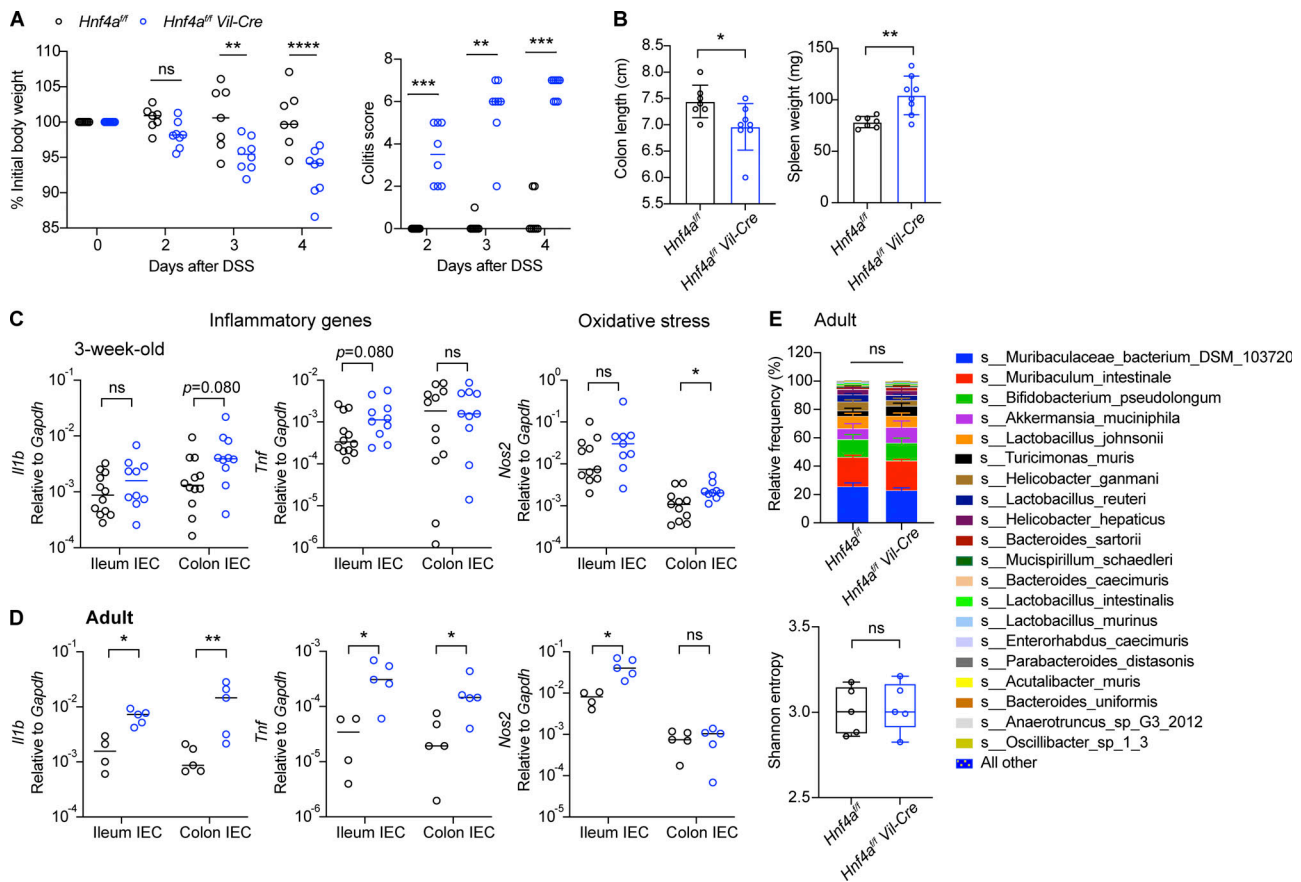 A
Hnf4a^f/f Hnf4a^f/f Vil-Cre
% Initial body weight
110
105
100
95
90
85
ns
**
****
0 2 3 4
Days after DSS
Colitis score
8
6
4
2
0
***
**
***
2 3 4
Days after DSS
B
Colon length (cm)
8.5
8.0
7.5
7.0
6.5
6.0
5.5
*
Hnf4a^f/f
Hnf4a^f/f Vil-Cre
Spleen weight (mg)
150
100
50
0
**
Hnf4a^f/f
Hnf4a^f/f Vil-Cre
C
Inflammatory genes
Oxidative stress
3-week-old
Il1b
Relative to Gapdh
10^-1
10^-2
10^-3
10^-4
ns
p=0.080
Ileum IEC Colon IEC
Tnf
Relative to Gapdh
10^-2
10^-3
10^-4
10^-5
10^-6
p=0.080
ns
Ileum IEC Colon IEC
Nos2
Relative to Gapdh
10^0
10^-1
10^-2
10^-3
10^-4
ns
*
Ileum IEC Colon IEC
D
Adult
Il1b
Relative to Gapdh
10^-1
10^-2
10^-3
10^-4
*
**
Ileum IEC Colon IEC
Tnf
Relative to Gapdh
10^-3
10^-4
10^-5
10^-6
*
*
Ileum IEC Colon IEC
Nos2
Relative to Gapdh
10^-1
10^-2
10^-3
10^-4
10^-5
*
ns
Ileum IEC Colon IEC
E
Adult
Relative frequency (%)
120
100
80
60
40
20
0
ns
Hnf4a^f/f
Hnf4a^f/f Vil-Cre
s__Muribaculaceae_bacterium_DSM_103720
s__Muribaculum_intestinale
s__Bifidobacterium_pseudolongum
s__Akkermansia_muciniphila
s__Lactobacillus_johnsonii
s__Turicimonas_muris
s__Helicobacter_ganmani
s__Lactobacillus_reuteri
s__Helicobacter_hepaticus
s__Bacteroides_sartorii
s__Mucispirillum_schaedleri
s__Bacteroides_caecimuris
s__Lactobacillus_intestinalis
s__Lactobacillus_murinus
s__Enterorhabdus_caecimuris
s__Parabacteroides_distasonis
s__Acutalibacter_muris
s__Bacteroides_uniformis
s__Anaerotruncus_sp_G3_2012
s__Oscillibacter_sp_1_3
All other
Shannon entropy
3.5
3.0
2.5
ns
Hnf4a^f/f
Hnf4a^f/f Vil-Cre